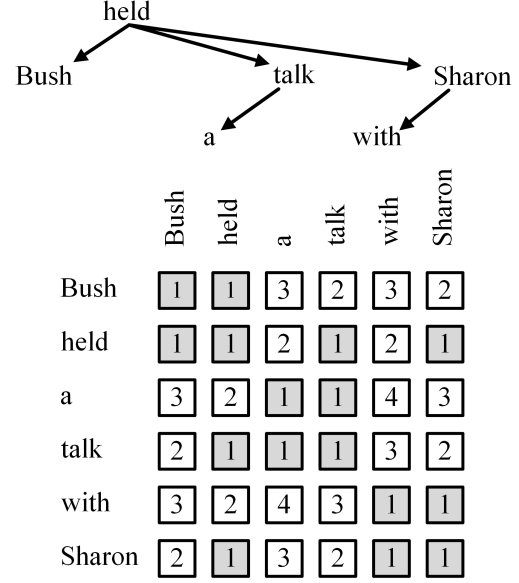 held
Bush talk Sharon
a with
Bush held a talk with Sharon
Bush 1 1 3 2 3 2
held 1 1 2 1 2 1
a 3 2 1 1 4 3
talk 2 1 1 1 3 2
with 3 2 4 3 1 1
Sharon 2 1 3 2 1 1